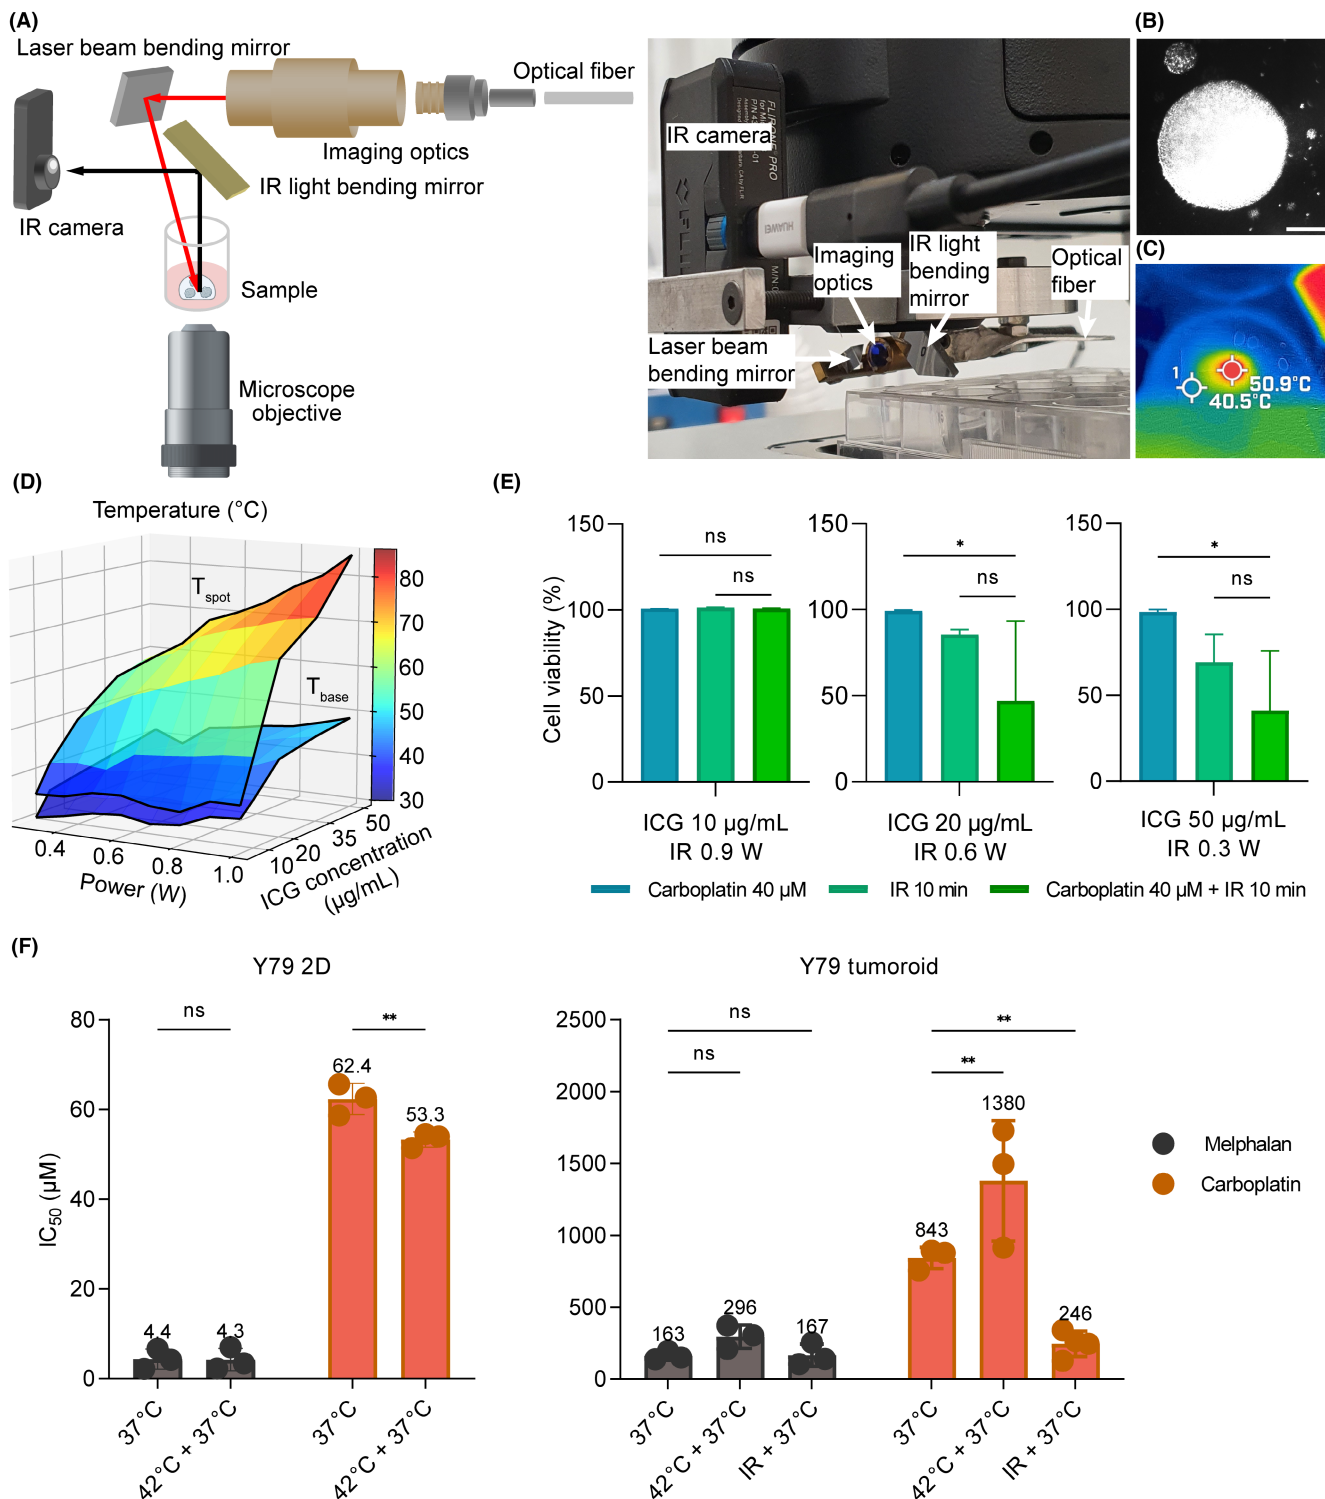 (A)
Laser beam bending mirror
Optical fiber
Imaging optics
IR light bending mirror
IR camera
Sample
Microscope
objective
IR camera
FLIR ONE PRO
HUAWEI
Imaging
optics
IR light
bending
mirror
Optical
fiber
Laser beam
bending mirror
(B)
(C)
1
50.9°C
40.5°C
(D)
Temperature (°C)
T spot
T base
80
70
60
50
40
30
0.4
0.6
0.8
1.0
Power (W)
10
20
35
50
ICG concentration
(µg/mL)
(E)
Cell viability (%)
150
100
50
0
ns
ns
ICG 10 µg/mL
IR 0.9 W
150
100
50
0
*
ns
ICG 20 µg/mL
IR 0.6 W
150
100
50
0
*
ns
ICG 50 µg/mL
IR 0.3 W
Carboplatin 40 µM
IR 10 min
Carboplatin 40 µM + IR 10 min
(F)
Y79 2D
IC50 (µM)
80
60
40
20
0
ns
**
4.4
4.3
62.4
53.3
37°C
42°C + 37°C
37°C
42°C + 37°C
Y79 tumoroid
2500
2000
1500
1000
500
0
ns
ns
**
**
163
296
167
843
1380
246
37°C
42°C + 37°C
IR + 37°C
37°C
42°C + 37°C
IR + 37°C
Melphalan
Carboplatin